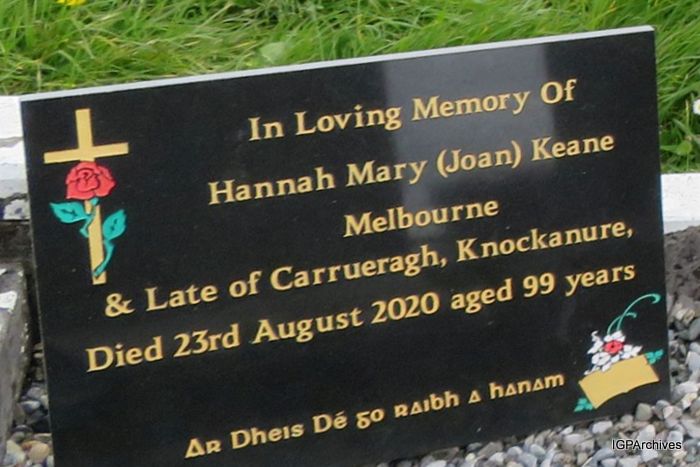 In Loving Memory Of
Hannah Mary (Joan) Keane
Melbourne
& Late of Carrueragh, Knockanure,
Died 23rd August 2020 aged 99 years
Ar Dheis Dé go raibh a hanam
IGPArchives